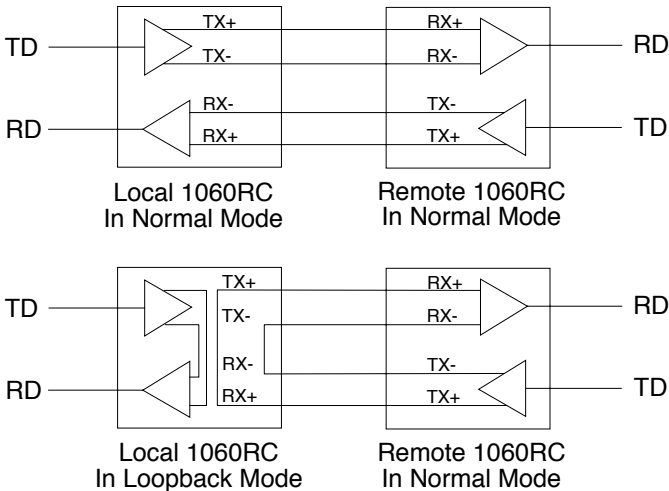 TX+ RX+
TD RD
TX- RX-
RX- TX-
RD TD
RX+ TX+
Local 1060RC Remote 1060RC
In Normal Mode In Normal Mode
TX+ RX+
TD RD
TX- RX-
RX- TX-
RD TD
RX+ TX+
Local 1060RC Remote 1060RC
In Loopback Mode In Normal Mode